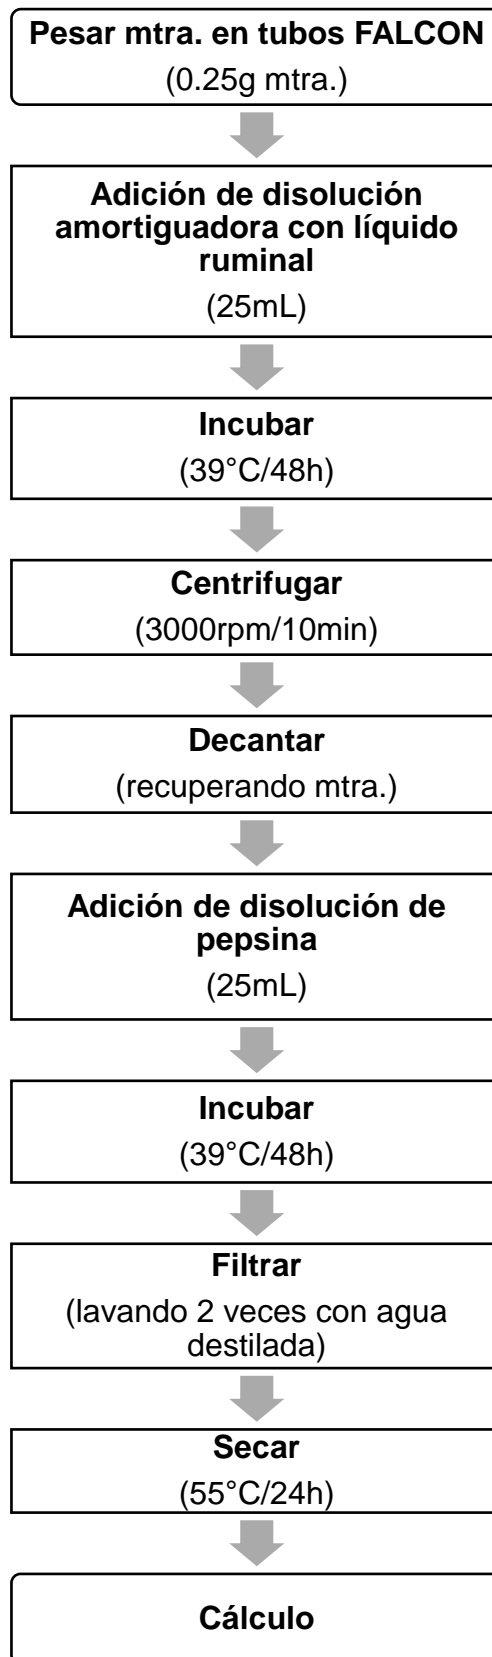 Pesar mtra. en tubos FALCON
(0.25g mtra.)
Adición de disolución
amortiguadora con líquido
ruminal
(25mL)
Incubar
(39°C/48h)
Centrifugar
(3000rpm/10min)
Decantar
(recuperando mtra.)
Adición de disolución de
pepsina
(25mL)
Incubar
(39°C/48h)
Filtrar
(lavando 2 veces con agua
destilada)
Secar
(55°C/24h)
Cálculo